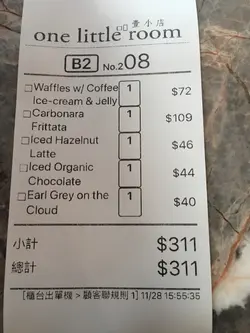 壹小店
one little room
B2 No.208
□Waffles w/ Coffee 1 $72
Ice-cream & Jelly
□Carbonara 1 $109
Frittata
□Iced Hazelnut 1 $46
Latte
□Iced Organic 1 $44
Chocolate
□Earl Grey on the 1 $40
Cloud
小計 $311
總計 $311
[櫃台出單機 > 顧客聯規則 1] 11/28 15:55:35